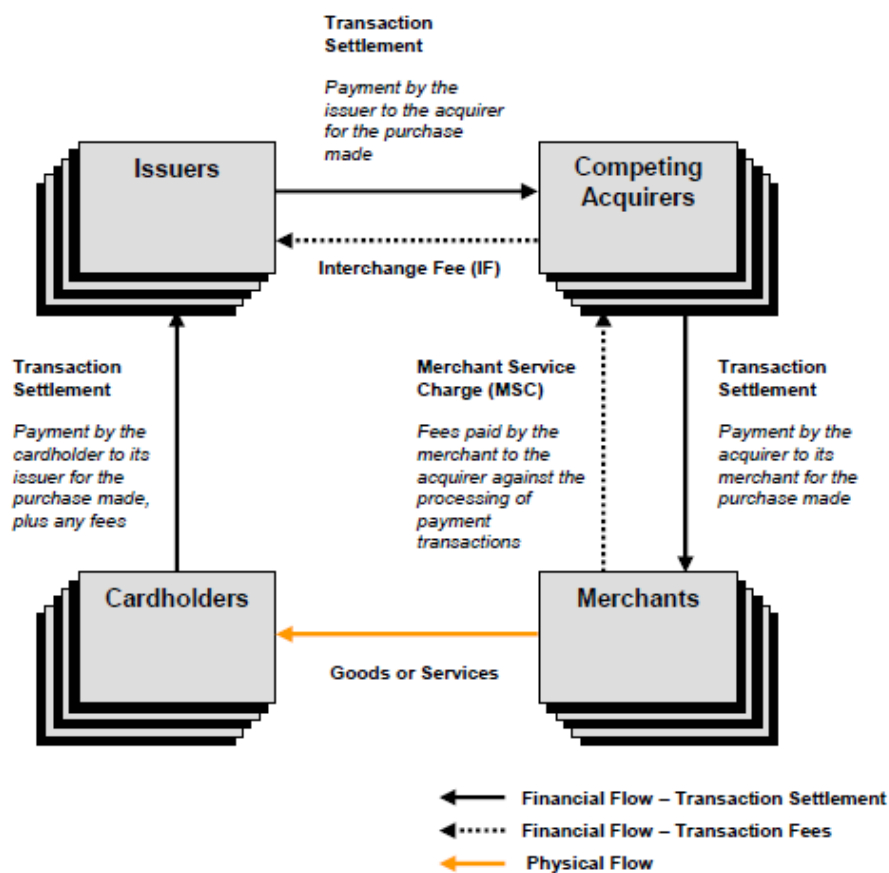 Transaction
Settlement
Payment by the
issuer to the acquirer
for the purchase
made
Issuers
Competing
Acquirers
Interchange Fee (IF)
Transaction
Settlement
Payment by the
cardholder to its
issuer for the
purchase made,
plus any fees
Merchant Service
Charge (MSC)
Fees paid by the
merchant to the
acquirer against the
processing of
payment
transactions
Transaction
Settlement
Payment by the
acquirer to its
merchant for the
purchase made
Cardholders
Merchants
Goods or Services
Financial Flow – Transaction Settlement
Financial Flow – Transaction Fees
Physical Flow